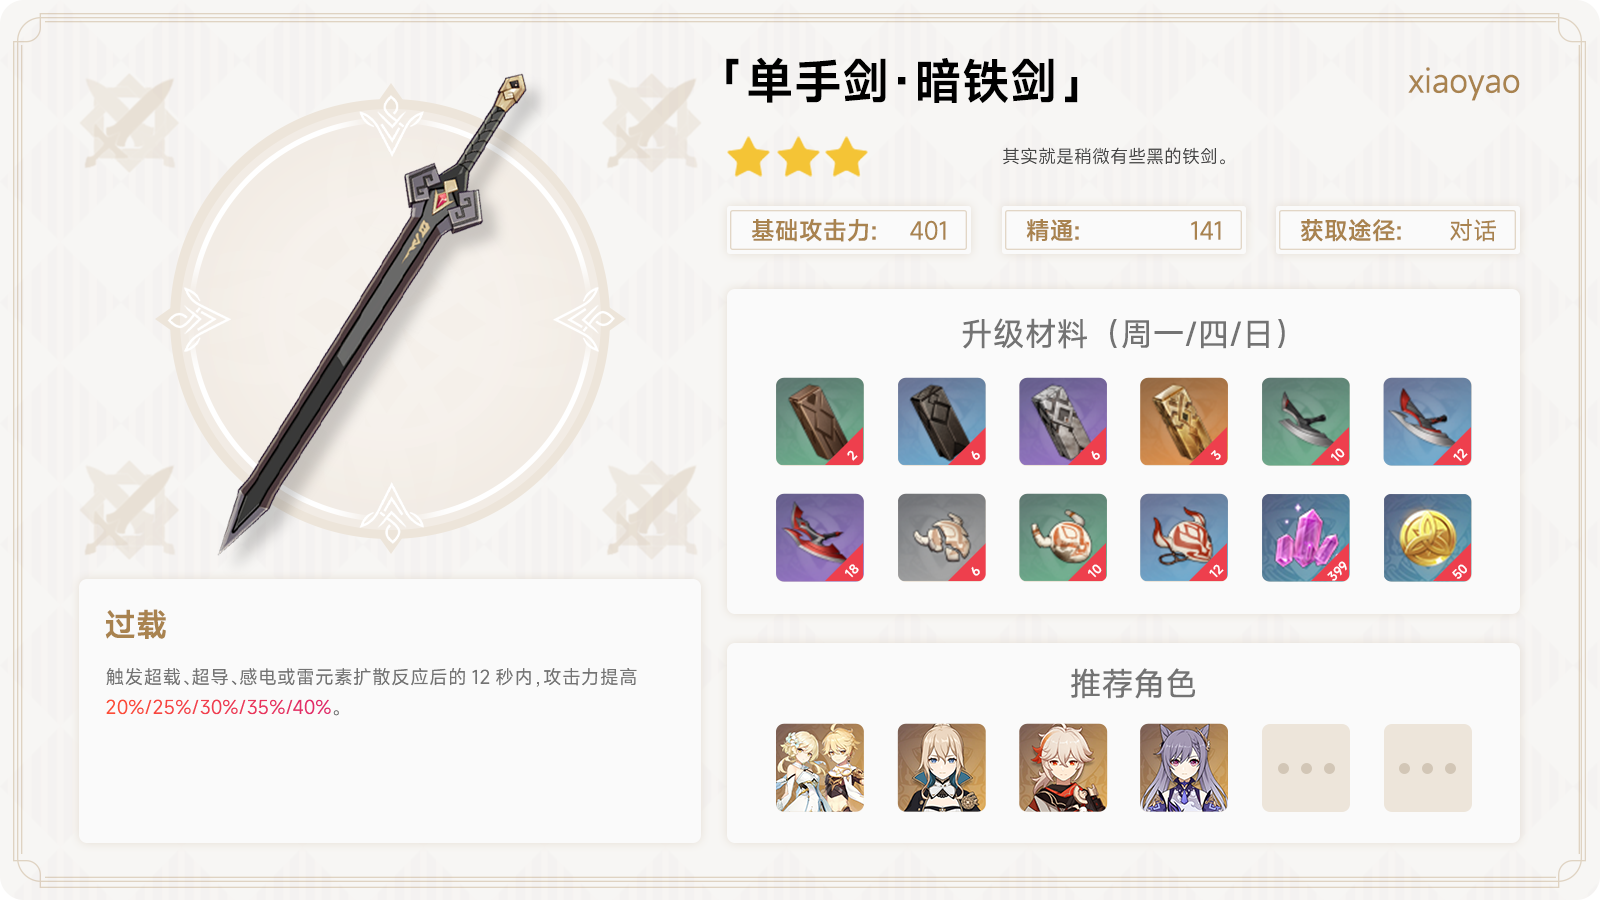 「单手剑·暗铁剑」
xiaoyao
其实就是稍微有些黑的铁剑。
基础攻击力: 401
精通: 141
获取途径: 对话
升级材料（周一/四/日）
2 6 6 3 10 12
18 6 10 12 399 50
过载
触发超载、超导、感电或雷元素扩散反应后的 12 秒内,攻击力提高
20%/25%/30%/35%/40%。
推荐角色